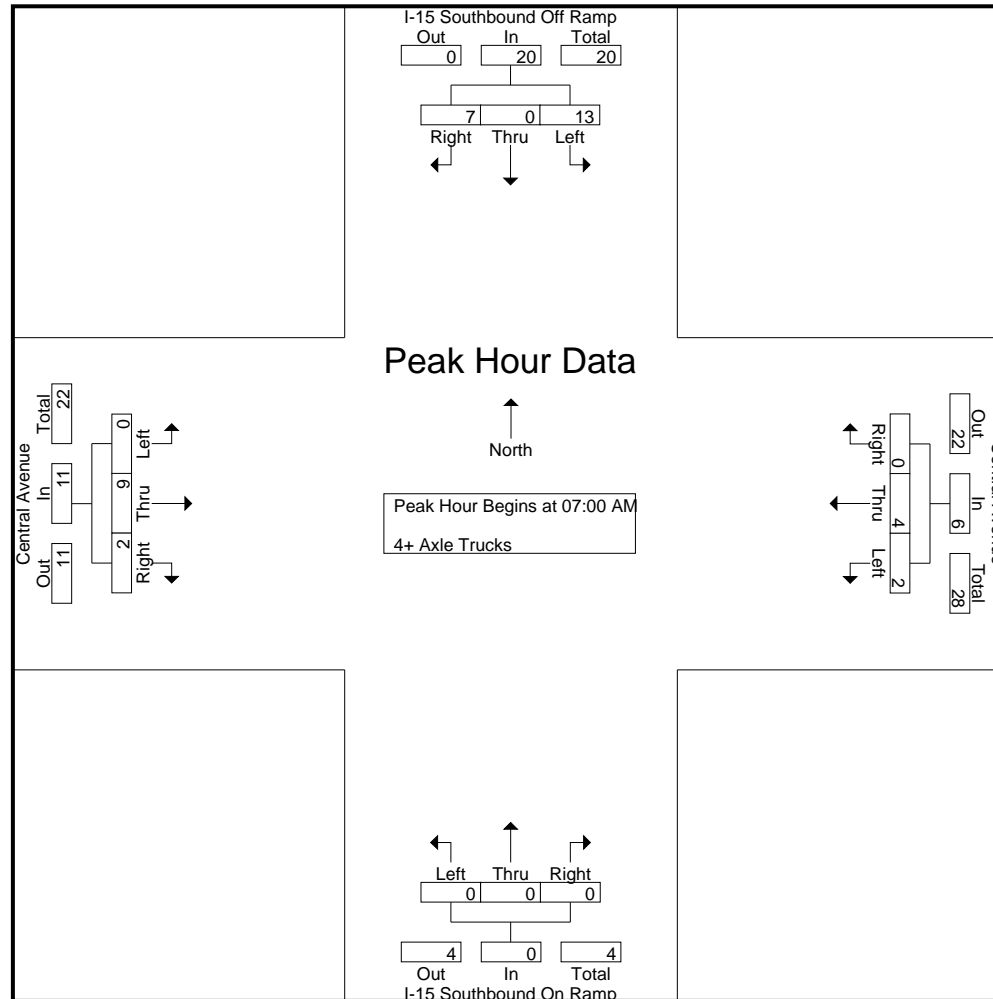 I-15 Southbound Off Ramp
Out In Total
0 20 20
7 0 13
Right Thru Left
Peak Hour Data
North
Peak Hour Begins at 07:00 AM
4+ Axle Trucks
Central Avenue
Total In Out
22 11 11
0 9 2
Left Thru Right
Right Thru Left
0 4 2
Out In Total
22 6 28
Left Thru Right
0 0 0
4 0 4
Out In Total
I-15 Southbound On Ramp